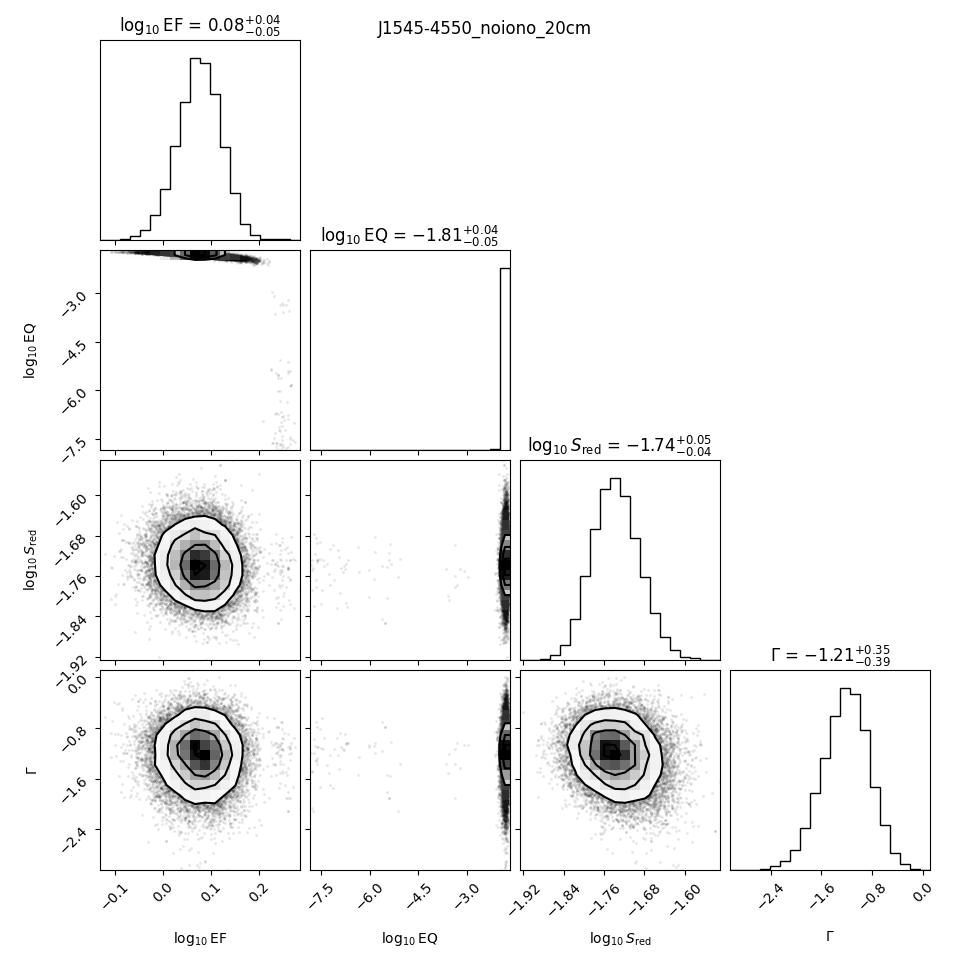 J1545-4550_noiono_20cm
log₁₀ EF = 0.08+0.04−0.05
log₁₀ EQ = −1.81+0.04−0.05
log₁₀ EQ
−3.0
−4.5
−6.0
−7.5
log₁₀ Sred = −1.74+0.05−0.04
log₁₀ Sred
−1.60
−1.68
−1.76
−1.84
−1.92
Γ = −1.21+0.35−0.39
Γ
0.0
−0.8
−1.6
−2.4
−0.1 0.0 0.1 0.2 −7.5 −6.0 −4.5 −3.0 −1.92 −1.84 −1.76 −1.68 −1.60 −2.4 −1.6 −0.8 0.0
log₁₀ EF log₁₀ EQ log₁₀ Sred Γ